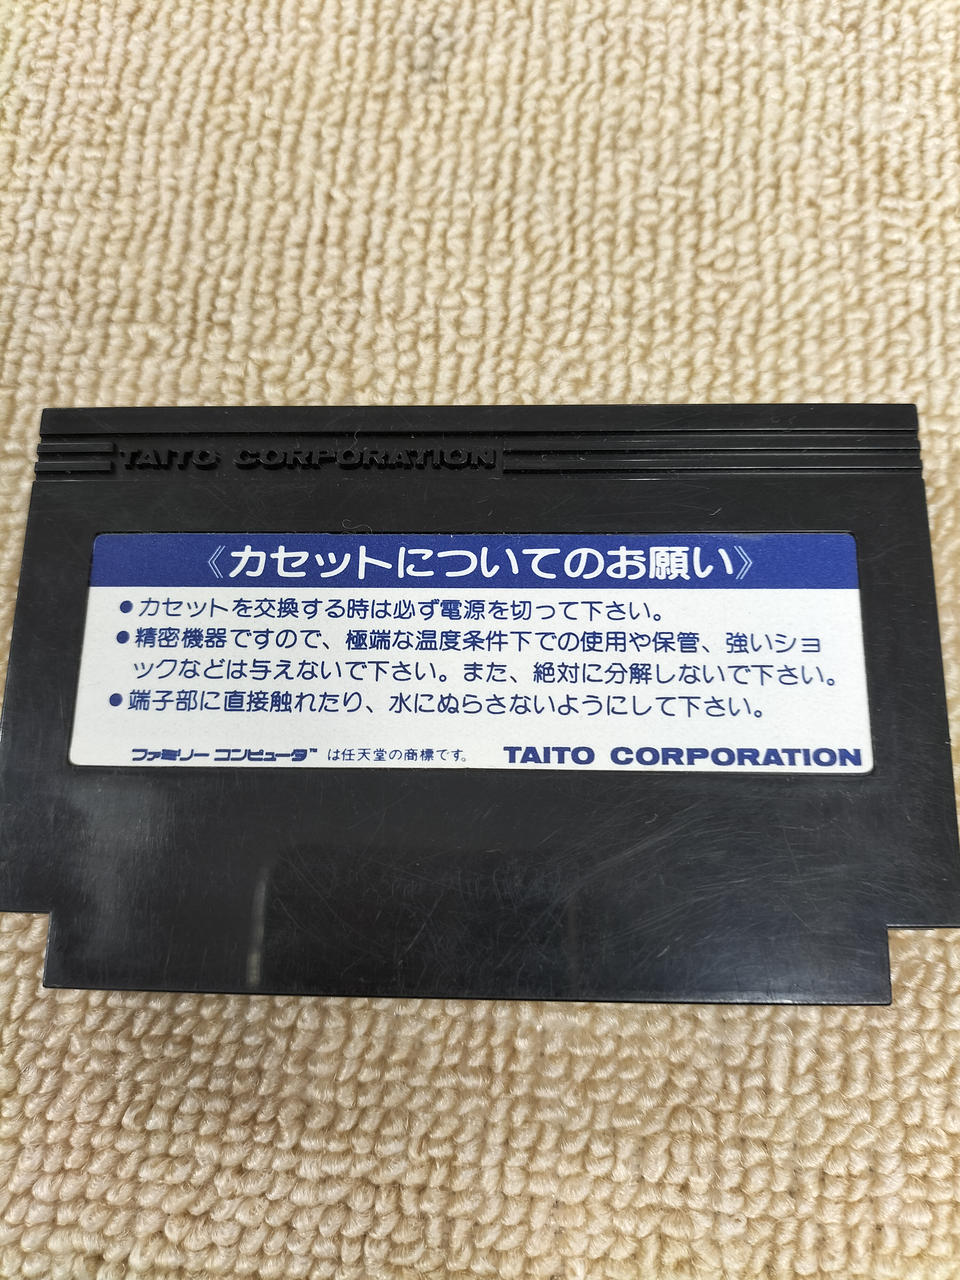 TAITO CORPORATION
《カセットについてのお願い》
●カセットを交換する時は必ず電源を切って下さい。
●精密機器ですので、極端な温度条件下での使用や保管、強いショ
ックなどは与えないで下さい。また、絶対に分解しないで下さい。
●端子部に直接触れたり、水にぬらさないようにして下さい。
ファミリーコンピュータ™ は任天堂の商標です。 TAITO CORPORATION